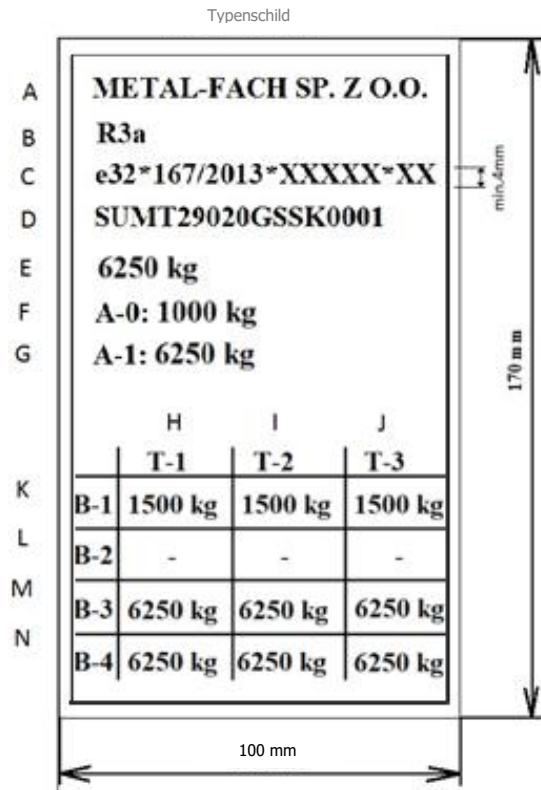 Typenschild
A METAL-FACH SP. Z O.O.
B R3a
C e32*167/2013*XXXXX*XX
min.4mm
D SUMT29020GSSK0001
E 6250 kg
F A-0: 1000 kg
G A-1: 6250 kg
170 mm
H I J
T-1 T-2 T-3
K
B-1 1500 kg 1500 kg 1500 kg
L
B-2 - - -
M
B-3 6250 kg 6250 kg 6250 kg
N
B-4 6250 kg 6250 kg 6250 kg
100 mm